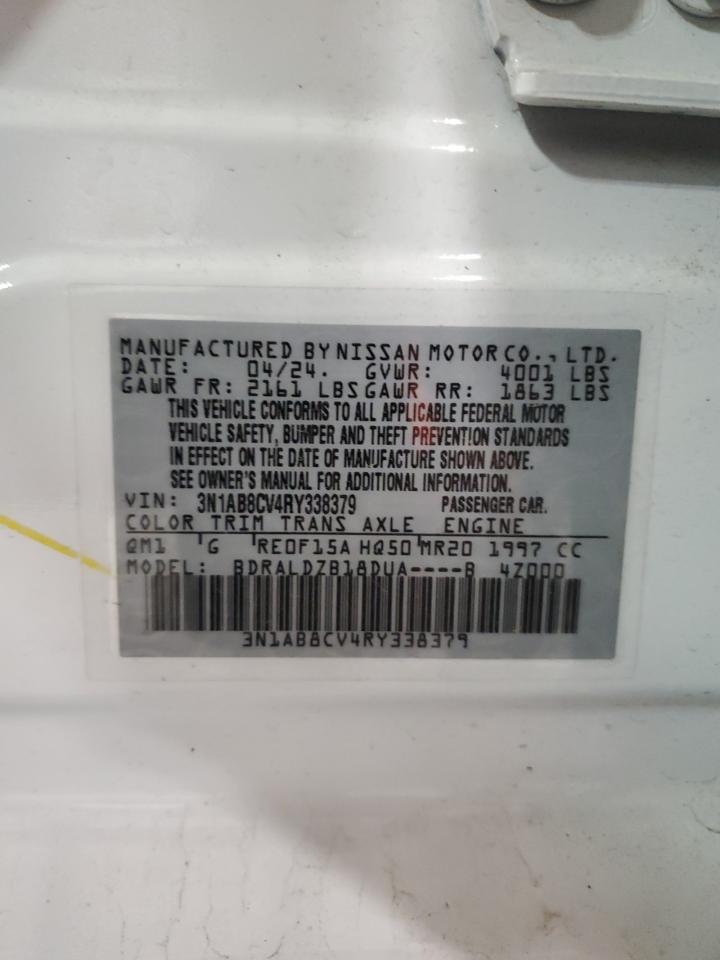 MANUFACTURED BY NISSAN MOTOR CO., LTD.
DATE: 04/24. GVWR: 4001 LBS
GAWR FR: 2161 LBS GAWR RR: 1863 LBS
THIS VEHICLE CONFORMS TO ALL APPLICABLE FEDERAL MOTOR
VEHICLE SAFETY, BUMPER AND THEFT PREVENTION STANDARDS
IN EFFECT ON THE DATE OF MANUFACTURE SHOWN ABOVE.
SEE OWNER'S MANUAL FOR ADDITIONAL INFORMATION.
VIN: 3N1AB8CV4RY338379 PASSENGER CAR.
COLOR TRIM TRANS AXLE ENGINE
QM1 G RE0F15A HQ50 MR20 1997 CC
MODEL: BDRALDZB18DUA----B 4Z000
3N1AB8CV4RY338379